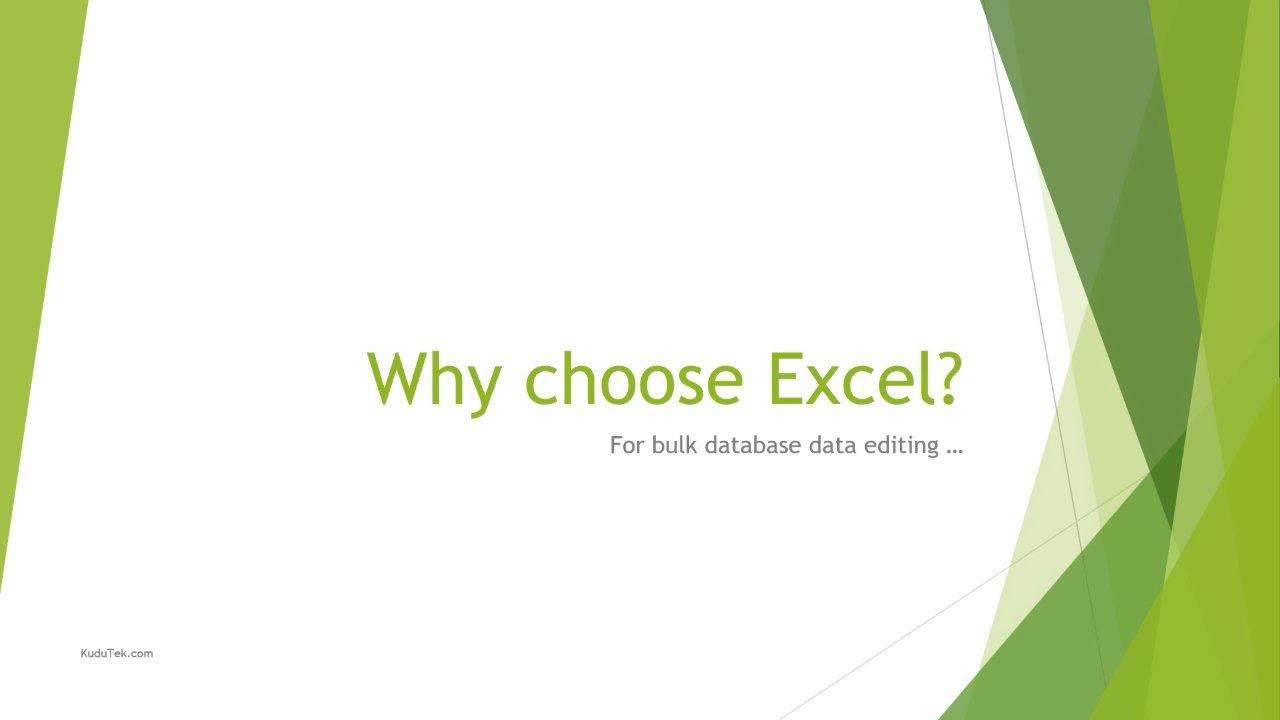 Why choose Excel?
For bulk database data editing ...
KuduTek.com